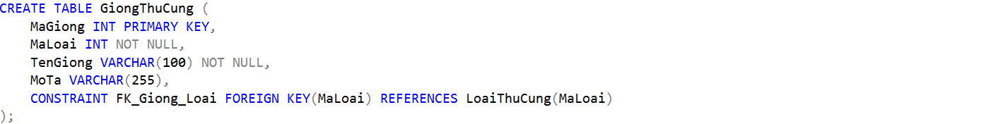 CREATE TABLE GiongThuCung (
    MaGiong INT PRIMARY KEY,
    MaLoai INT NOT NULL,
    TenGiong VARCHAR(100) NOT NULL,
    MoTa VARCHAR(255),
    CONSTRAINT FK_Giong_Loai FOREIGN KEY(MaLoai) REFERENCES LoaiThuCung(MaLoai)
);